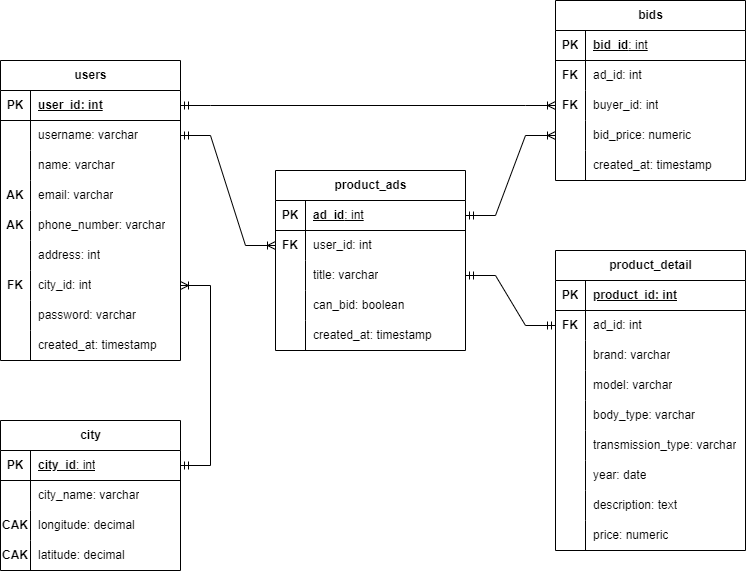 users
PK user_id: int
username: varchar
name: varchar
AK email: varchar
AK phone_number: varchar
address: int
FK city_id: int
password: varchar
created_at: timestamp
city
PK city_id: int
city_name: varchar
CAK longitude: decimal
CAK latitude: decimal
product_ads
PK ad_id: int
FK user_id: int
title: varchar
can_bid: boolean
created_at: timestamp
bids
PK bid_id: int
FK ad_id: int
FK buyer_id: int
bid_price: numeric
created_at: timestamp
product_detail
PK product_id: int
FK ad_id: int
brand: varchar
model: varchar
body_type: varchar
transmission_type: varchar
year: date
description: text
price: numeric